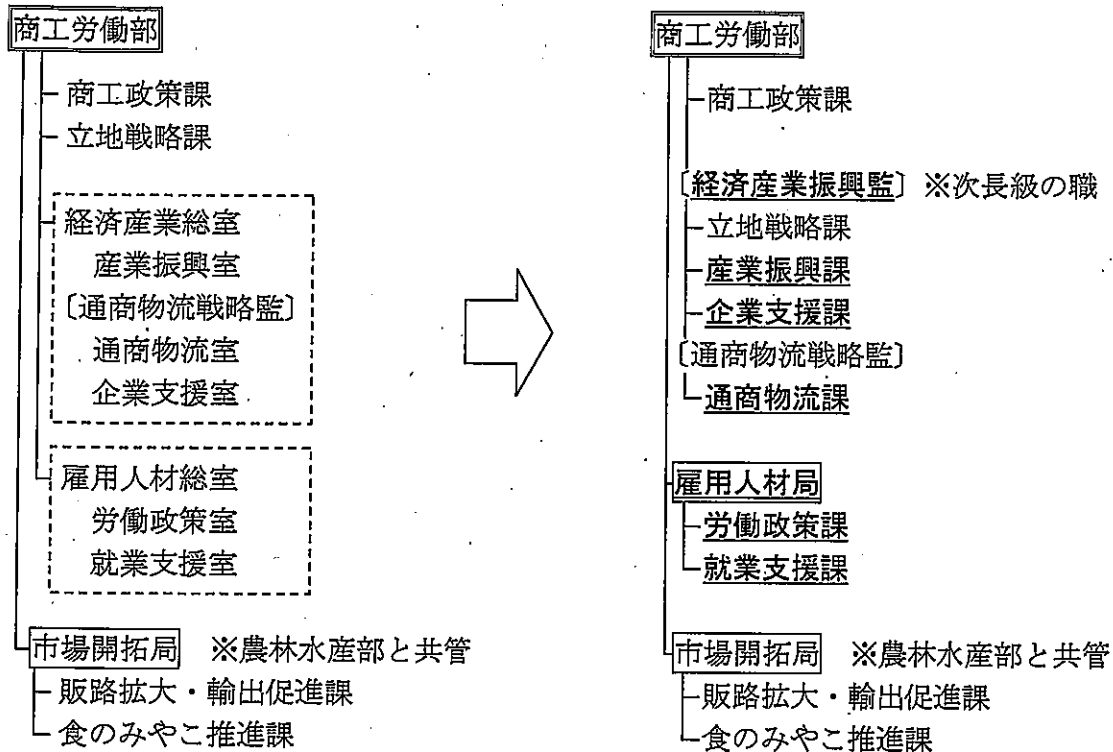 商工労働部
商工政策課
立地戦略課
経済産業総室
産業振興室
〔通商物流戦略監〕
通商物流室
企業支援室
雇用人材総室
労働政策室
就業支援室
市場開拓局 ※農林水産部と共管
販路拡大・輸出促進課
食のみやこ推進課
商工労働部
商工政策課
〔経済産業振興監〕 ※次長級の職
立地戦略課
産業振興課
企業支援課
〔通商物流戦略監〕
通商物流課
雇用人材局
労働政策課
就業支援課
市場開拓局 ※農林水産部と共管
販路拡大・輸出促進課
食のみやこ推進課